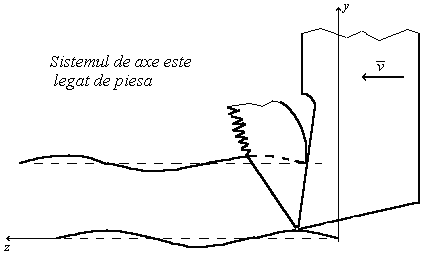 y
Sistemul de axe este
legat de piesa
v̅
z